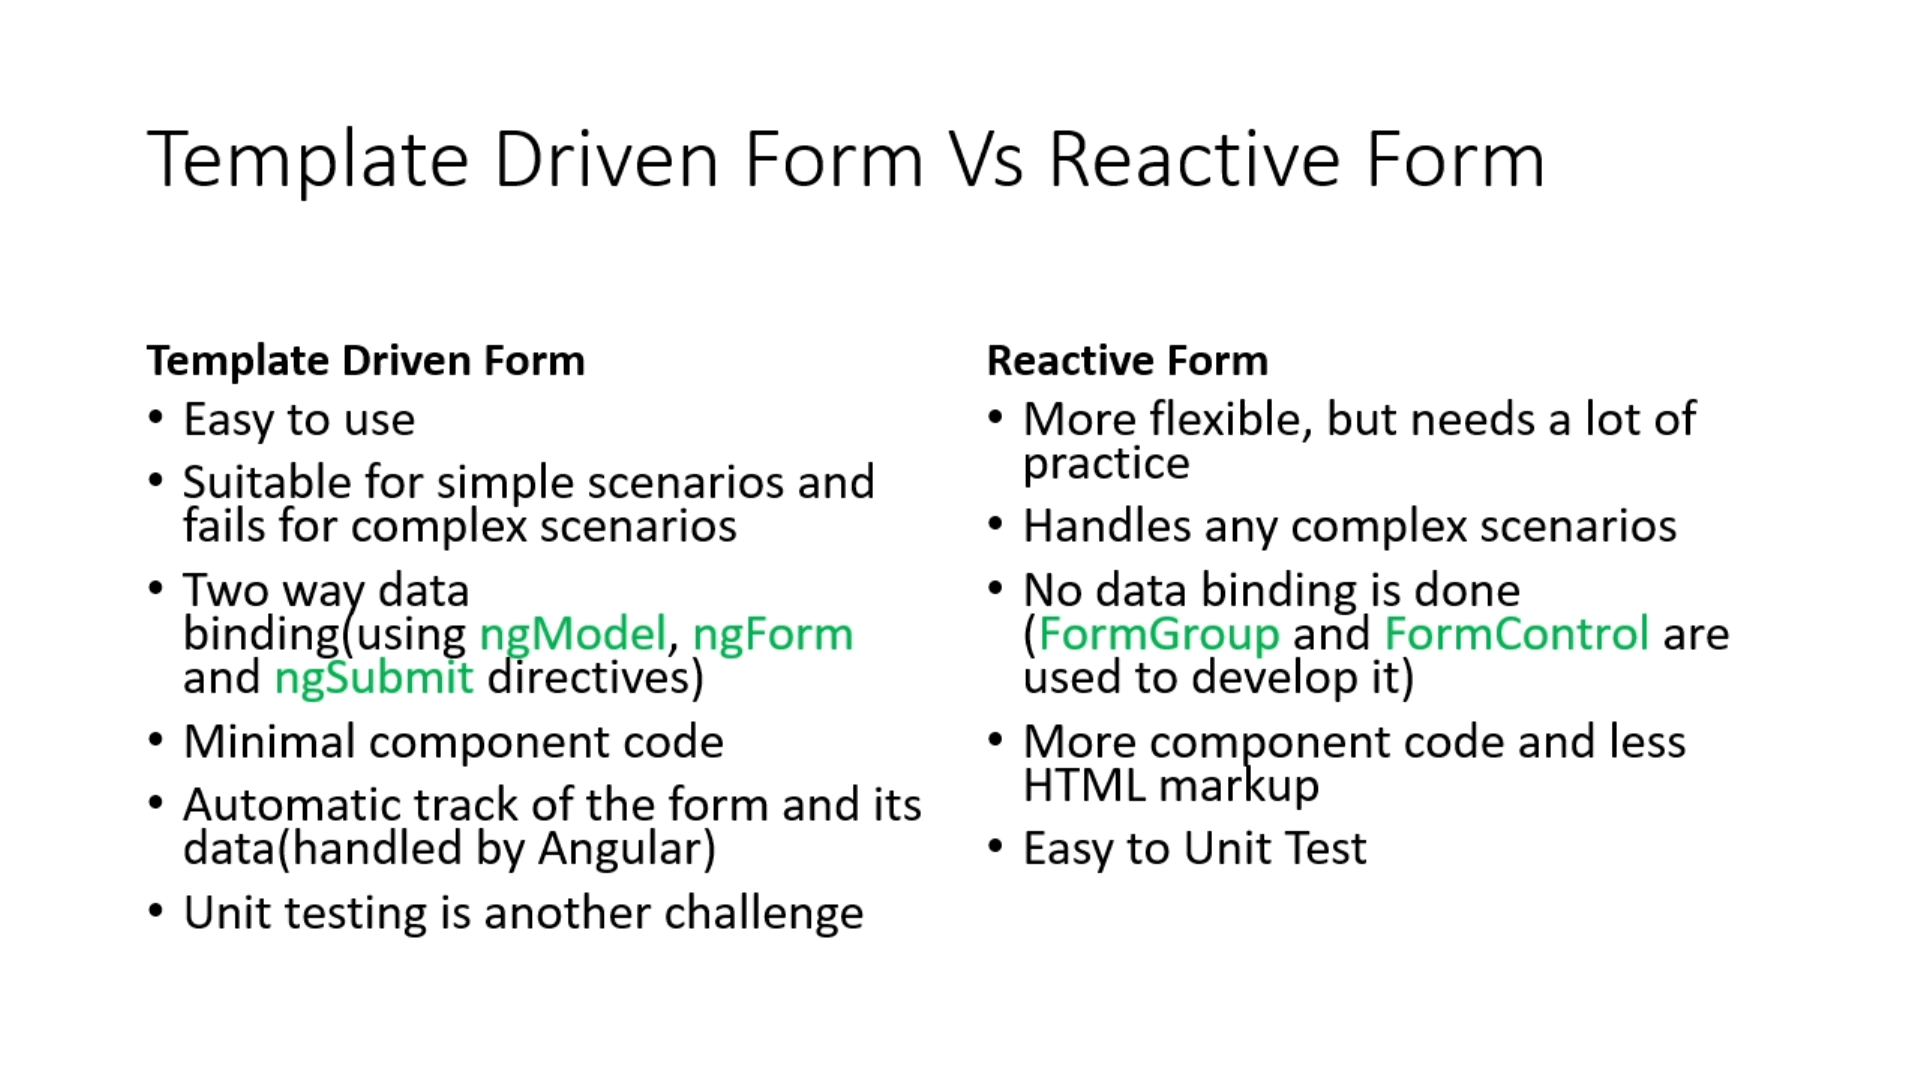 Template Driven Form Vs Reactive Form
Template Driven Form
• Easy to use
• Suitable for simple scenarios and
fails for complex scenarios
• Two way data
binding(using ngModel, ngForm
and ngSubmit directives)
• Minimal component code
• Automatic track of the form and its
data(handled by Angular)
• Unit testing is another challenge
Reactive Form
• More flexible, but needs a lot of
practice
• Handles any complex scenarios
• No data binding is done
(FormGroup and FormControl are
used to develop it)
• More component code and less
HTML markup
• Easy to Unit Test